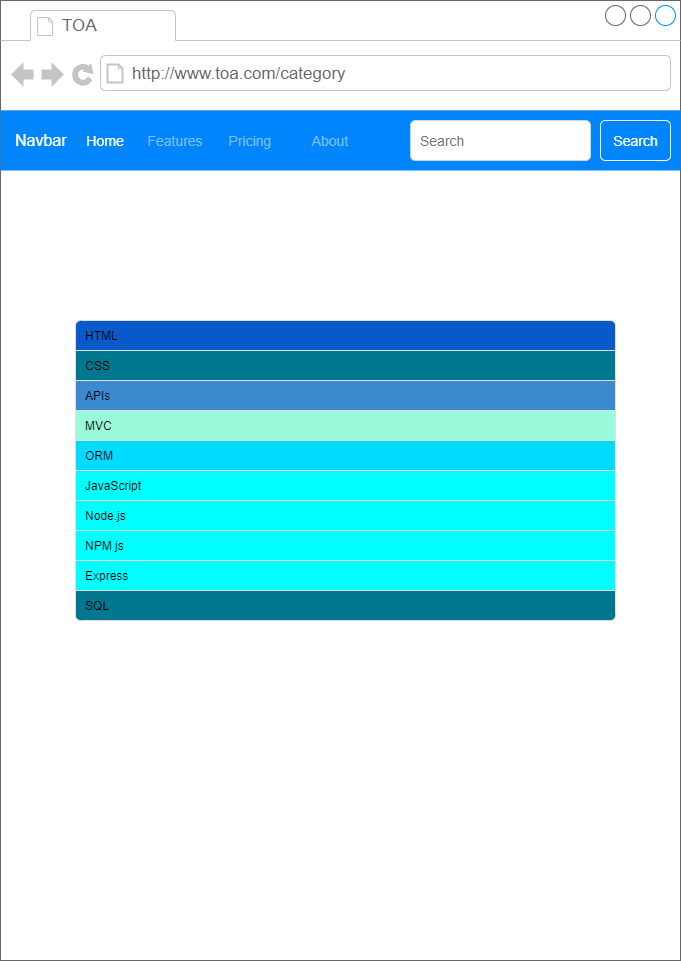 TOA
http://www.toa.com/category
Navbar Home Features Pricing About Search Search
HTML
CSS
APIs
MVC
ORM
JavaScript
Node.js
NPM js
Express
SQL